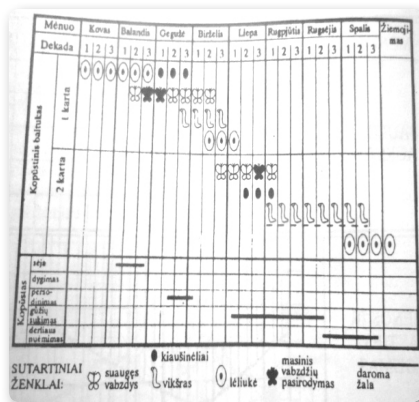 Mėnuo Kovas Balandis Gegužė Birželis Liepa Rugpjūtis Rugsėjis Spalis Žiemoji-
mas
Dekada 1 2 3 1 2 3 1 2 3 1 2 3 1 2 3 1 2 3 1 2 3 1 2 3
Kopūstinis baltukas
1 karta
2 karta
Kopūstas
sėja
dygimas
perso-
dinimas
gūžių
sukimas
derliaus
nuėmimas
SUTARTINIAI
ŽENKLAI:
suaugęs
vabzdys
kiaušinėliai
vikšras
lėliukė
masinis
vabzdžių
pasirodymas
daroma
žala